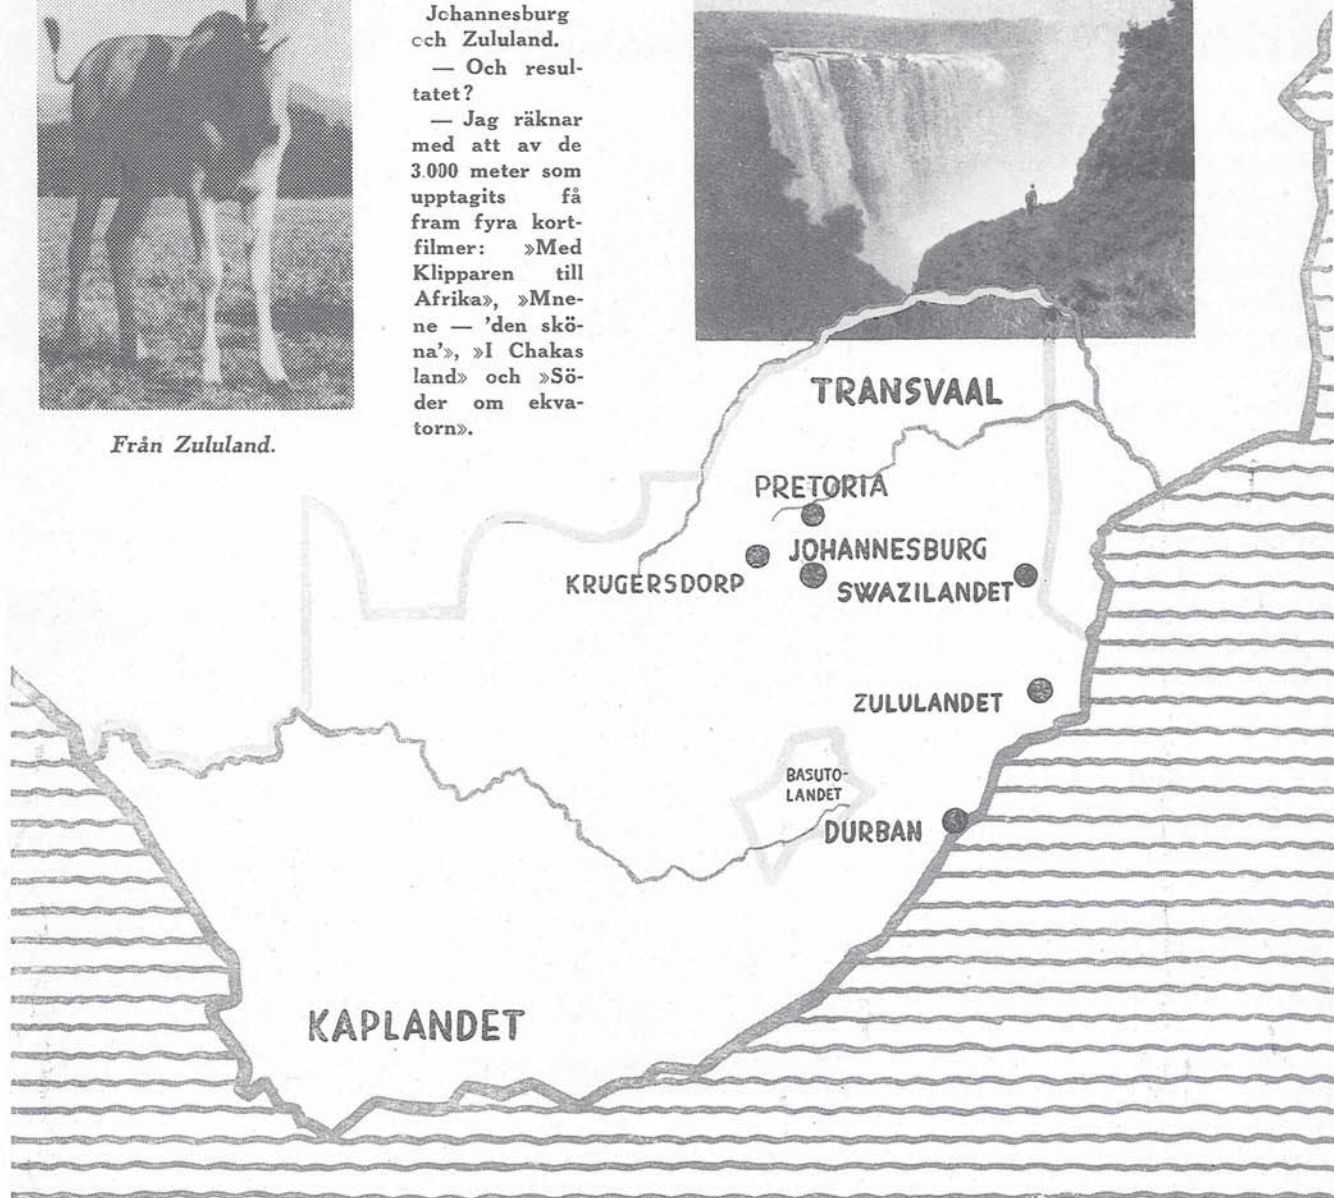 Johannesburg
och Zululand.
— Och resul-
tatet?
— Jag räknar
med att av de
3.000 meter som
upptagits få
fram fyra kort-
filmer: »Med
Klipparen till
Afrika», »Mne-
ne — 'den skö-
na'», »I Chakas
land» och »Sö-
der om ekva-
torn».
Från Zululand.
TRANSVAAL
PRETORIA
JOHANNESBURG
KRUGERSDORP
SWAZILANDET
ZULULANDET
BASUTO-
LANDET
DURBAN
KAPLANDET